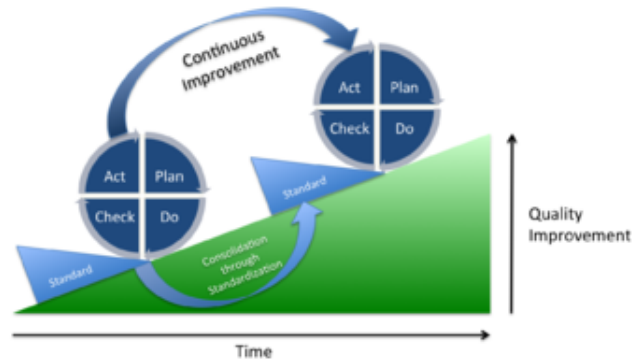 Continuous
Improvement
Act Plan
Check Do
Act Plan
Check Do
Standard
Standard
Consolidation
through
Standardization
Quality
Improvement
Time